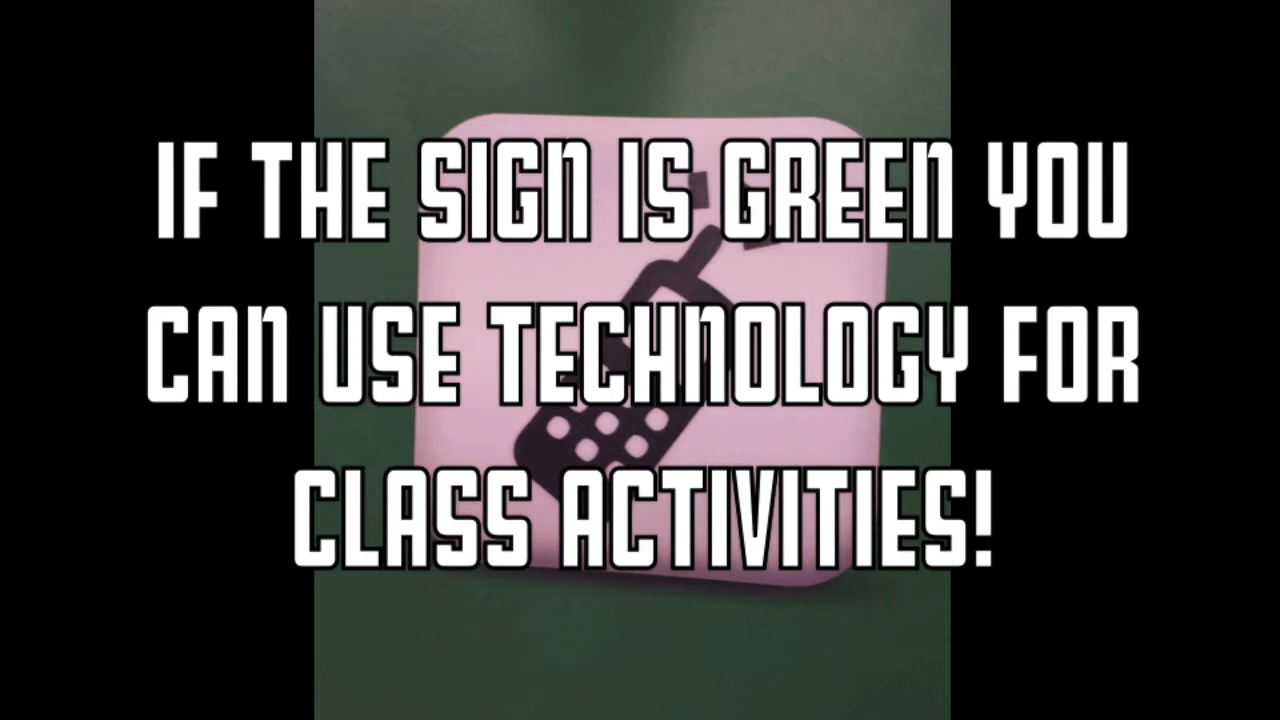 IF THE SIGN IS GREEN YOU
CAN USE TECHNOLOGY FOR
CLASS ACTIVITIES!